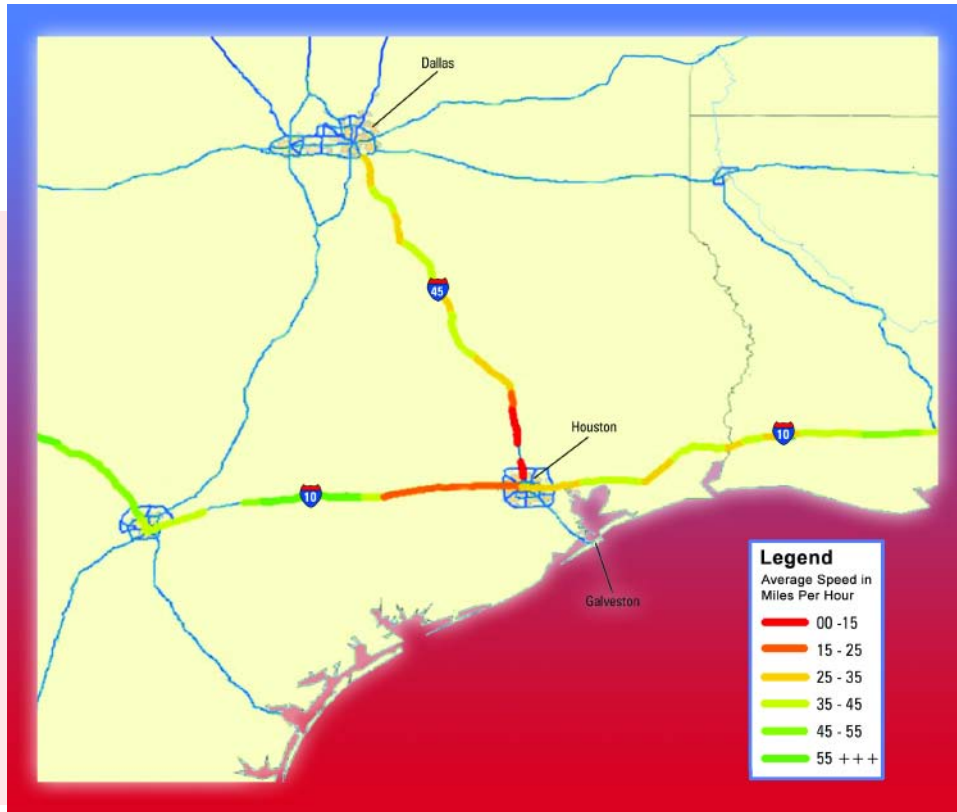 Dallas
45
Houston
10
10
Galveston
Legend
Average Speed in
Miles Per Hour
00 -15
15 - 25
25 - 35
35 - 45
45 - 55
55 +++